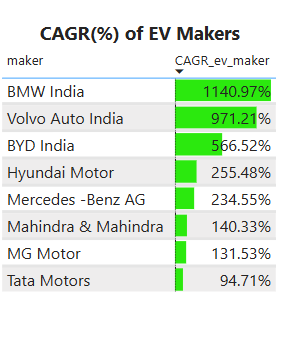 CAGR(%) of EV Makers
maker CAGR_ev_maker
BMW India 1140.97%
Volvo Auto India 971.21%
BYD India 566.52%
Hyundai Motor 255.48%
Mercedes -Benz AG 234.55%
Mahindra & Mahindra 140.33%
MG Motor 131.53%
Tata Motors 94.71%